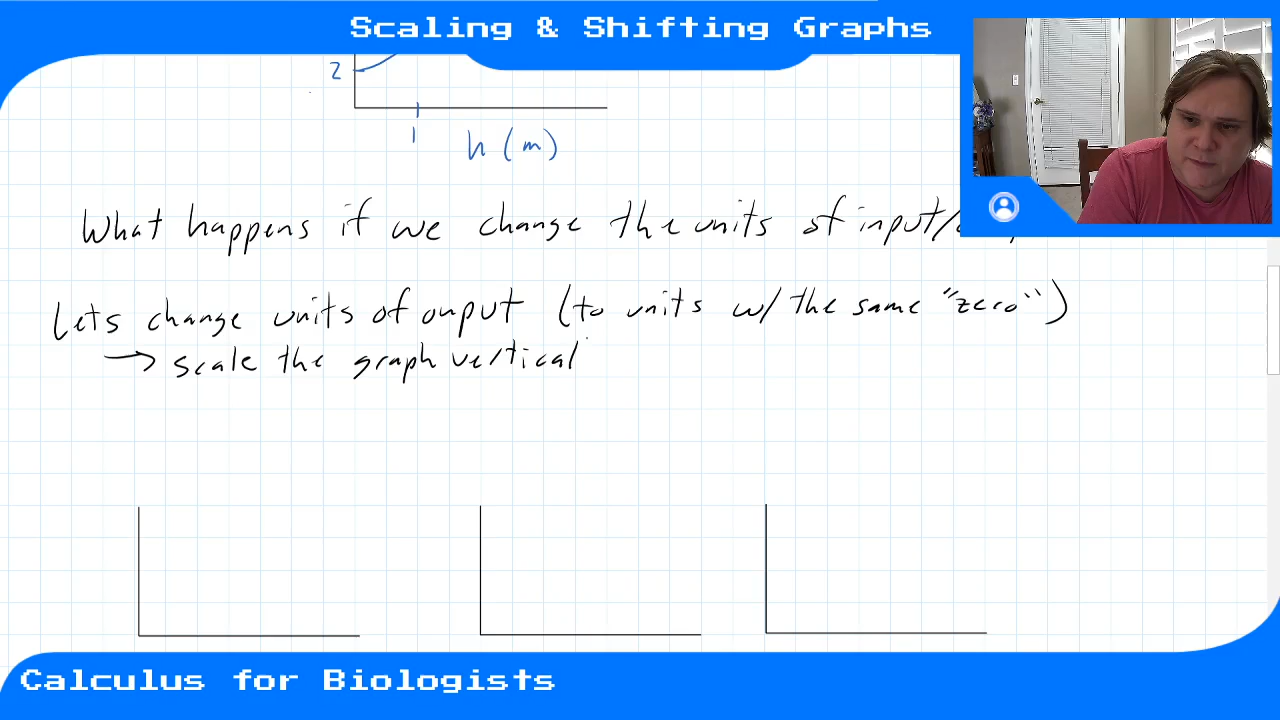 Scaling & Shifting Graphs
2
1
h (m)
What happens if we change the units of input/
Lets change units of onput (to units w/ the same "zero")
→ scale the graph vertical
Calculus for Biologists